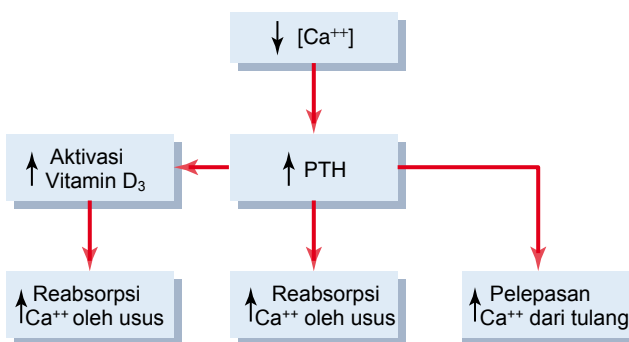 ↓ [Ca⁺⁺]
↑ Aktivasi
Vitamin D₃
↑ PTH
↑ Reabsorpsi
Ca⁺⁺ oleh usus
↑ Reabsorpsi
Ca⁺⁺ oleh usus
↑ Pelepasan
Ca⁺⁺ dari tulang